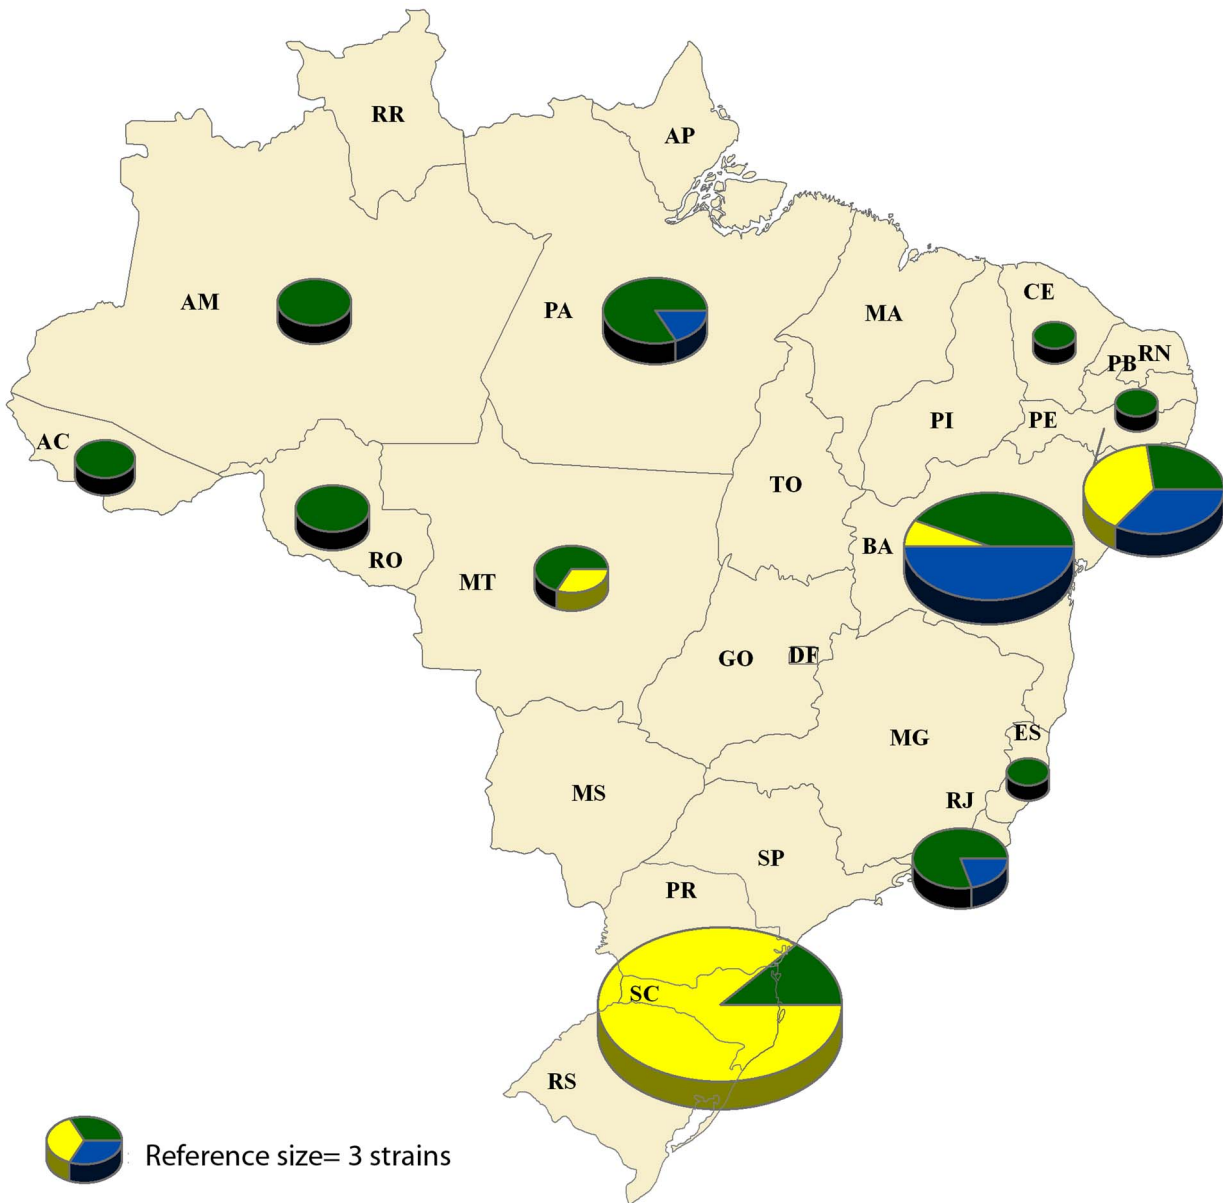 RR
AP
AM
PA
MA
CE
RN
PB
PI
PE
AC
TO
BA
RO
MT
GO
DF
ES
MG
MS
RJ
SP
PR
SC
RS
Reference size= 3 strains